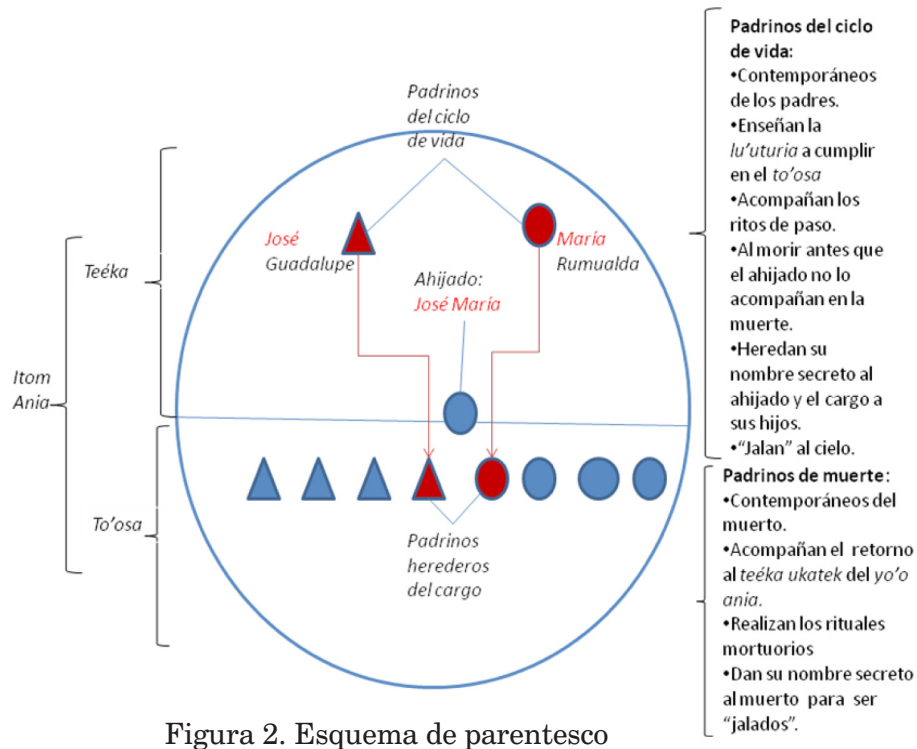 Padrinos
del ciclo
de vida
José
Guadalupe
María
Rumualda
Ahijado:
José María
Teéka
Itom
Ania
To'osa
Padrinos
herederos
del cargo
Padrinos del ciclo
de vida:
•Contemporáneos
de los padres.
•Enseñan la
lu'uturia a cumplir
en el to'osa
•Acompañan los
ritos de paso.
•Al morir antes que
el ahijado no lo
acompañan en la
muerte.
•Heredan su
nombre secreto al
ahijado y el cargo a
sus hijos.
•"Jalan" al cielo.
Padrinos de muerte:
•Contemporáneos del
muerto.
•Acompañan el retorno
al teéka ukatek del yo'o
ania.
•Realizan los rituales
mortuorios
•Dan su nombre secreto
al muerto para ser
"jalados".
Figura 2. Esquema de parentesco